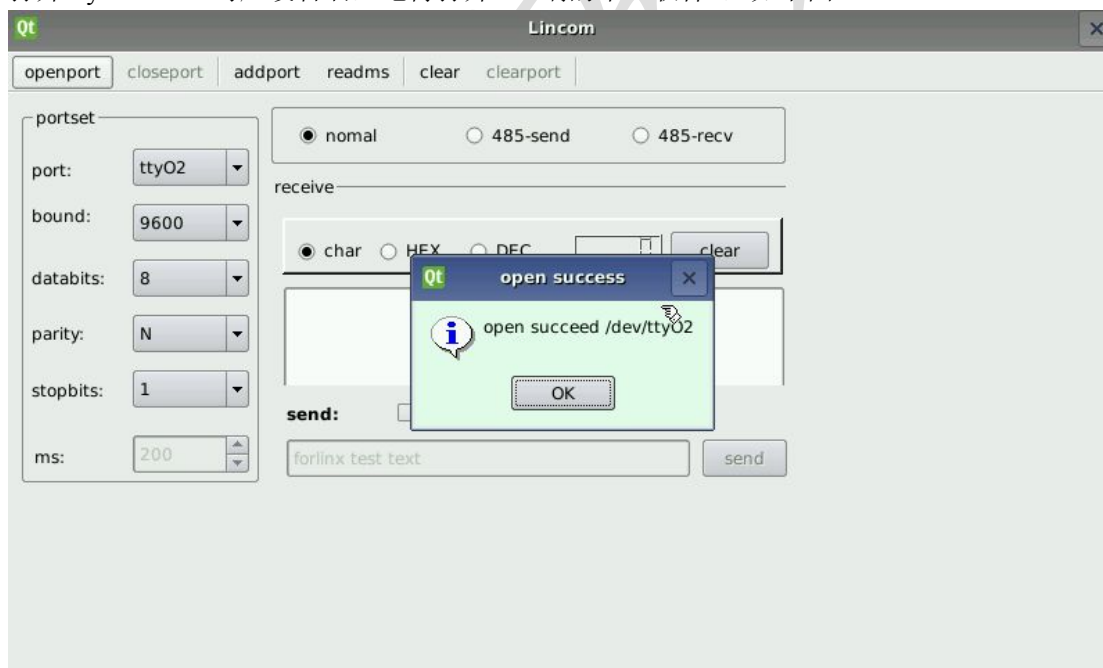 Qt Lincom
openport closeport addport readms clear clearport
portset
port: ttyO2
bound: 9600
databits: 8
parity: N
stopbits: 1
ms: 200
nomal 485-send 485-recv
receive
char HEX DEC clear
Qt open success
open succeed /dev/ttyO2
OK
send:
forlinx test text send